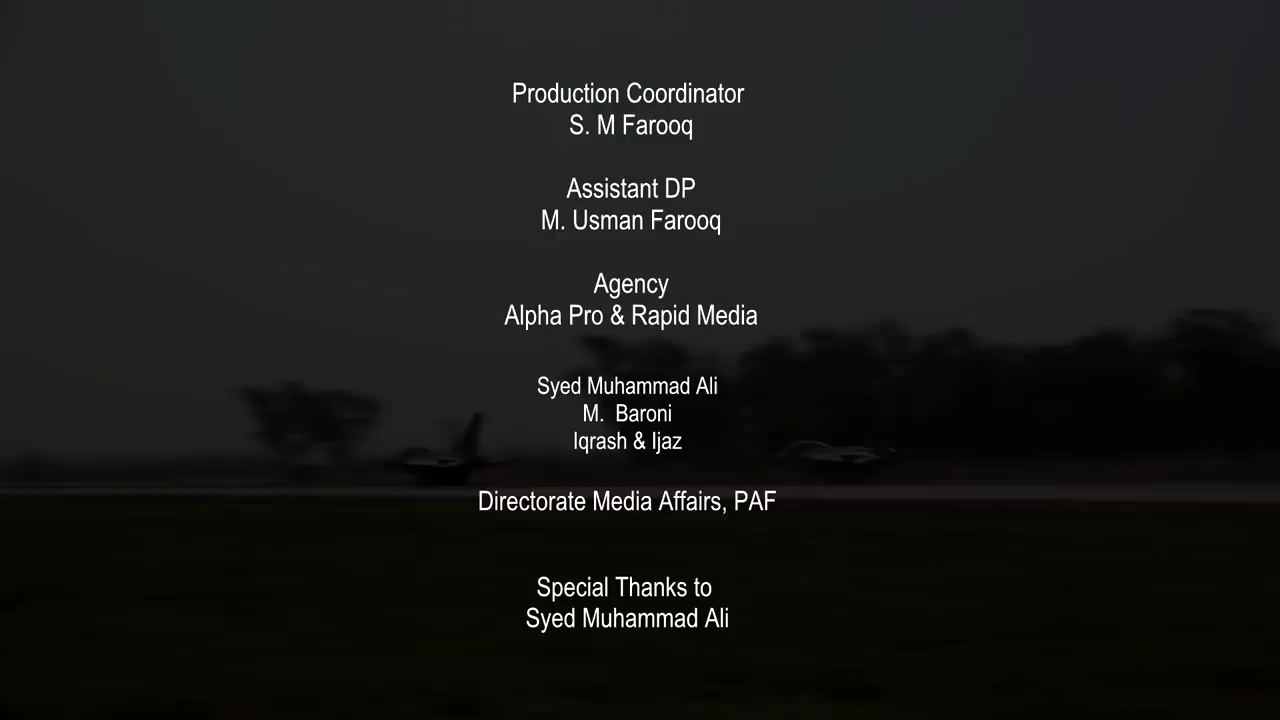 Production Coordinator
S. M Farooq
Assistant DP
M. Usman Farooq
Agency
Alpha Pro & Rapid Media
Syed Muhammad Ali
M. Baroni
Iqrash & Ijaz
Directorate Media Affairs, PAF
Special Thanks to
Syed Muhammad Ali